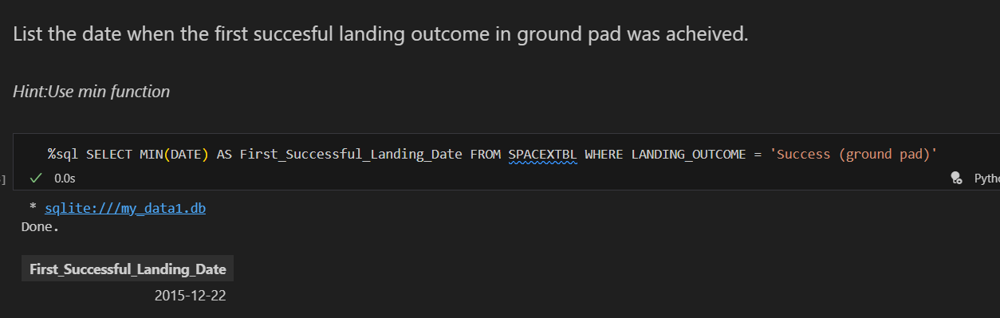 List the date when the first succesful landing outcome in ground pad was acheived.
Hint:Use min function
%sql SELECT MIN(DATE) AS First_Successful_Landing_Date FROM SPACEXTBL WHERE LANDING_OUTCOME = 'Success (ground pad)'
] 0.0s Pytho
* sqlite:///my_data1.db
Done.
First_Successful_Landing_Date
2015-12-22